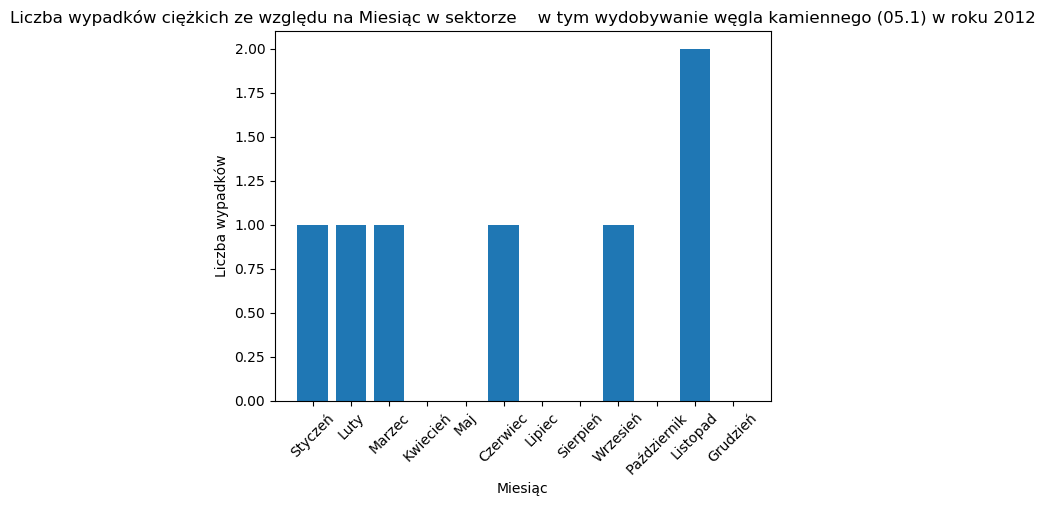 Liczba wypadków ciężkich ze względu na Miesiąc w sektorze    w tym wydobywanie węgla kamiennego (05.1) w roku 2012
2.00
1.75
1.50
1.25
1.00
0.75
0.50
0.25
0.00
Liczba wypadków
Styczeń
Luty
Marzec
Kwiecień
Maj
Czerwiec
Lipiec
Sierpień
Wrzesień
Październik
Listopad
Grudzień
Miesiąc